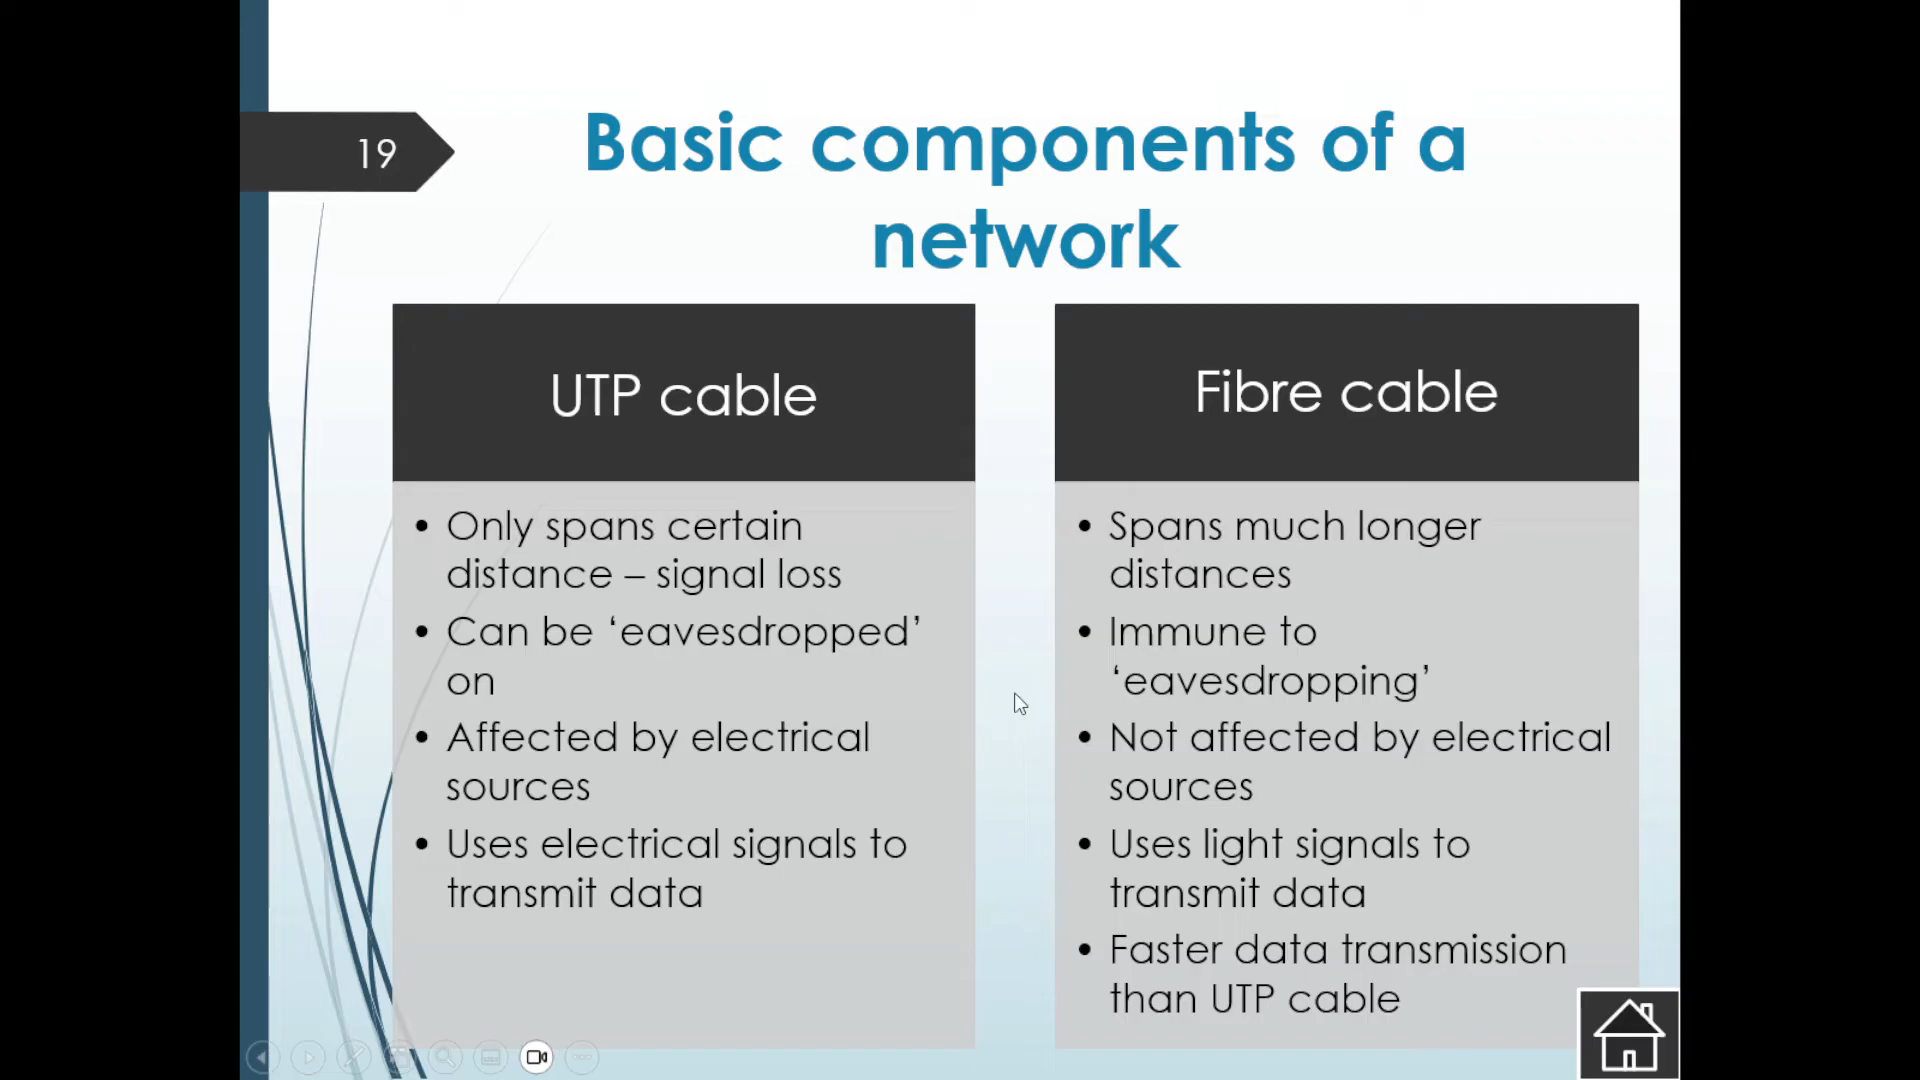 19
Basic components of a
network
UTP cable
• Only spans certain
distance – signal loss
• Can be ‘eavesdropped’
on
• Affected by electrical
sources
• Uses electrical signals to
transmit data
Fibre cable
• Spans much longer
distances
• Immune to
‘eavesdropping’
• Not affected by electrical
sources
• Uses light signals to
transmit data
• Faster data transmission
than UTP cable